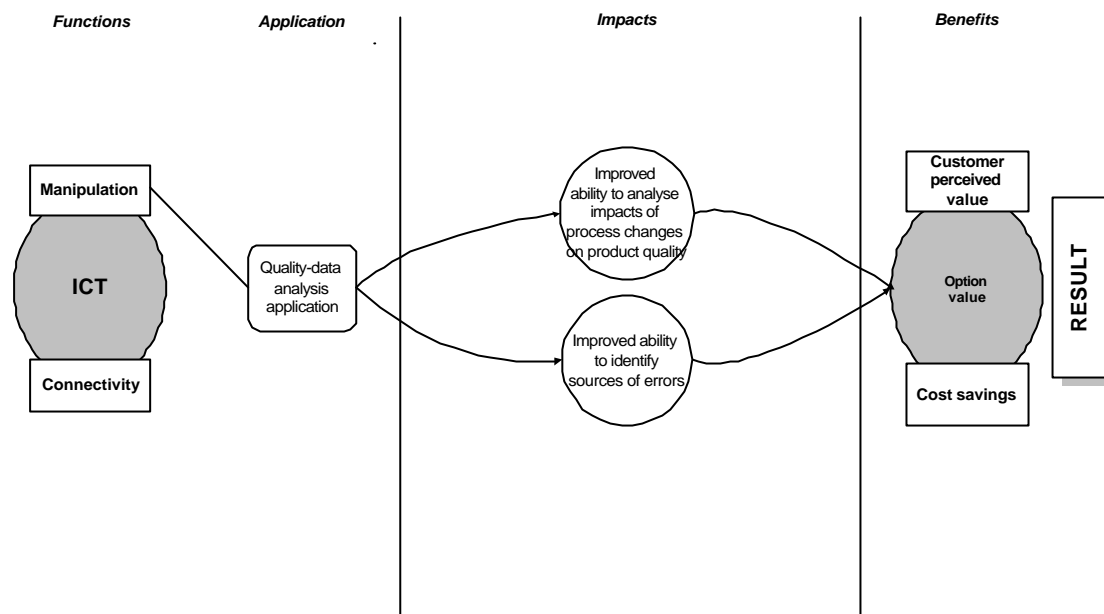 Functions
Application
Impacts
Benefits
Manipulation
ICT
Connectivity
Quality-data
analysis
application
Improved
ability to analyse
impacts of
process changes
on product quality
Improved ability
to identify
sources of errors
Customer
perceived
value
Option
value
Cost savings
RESULT